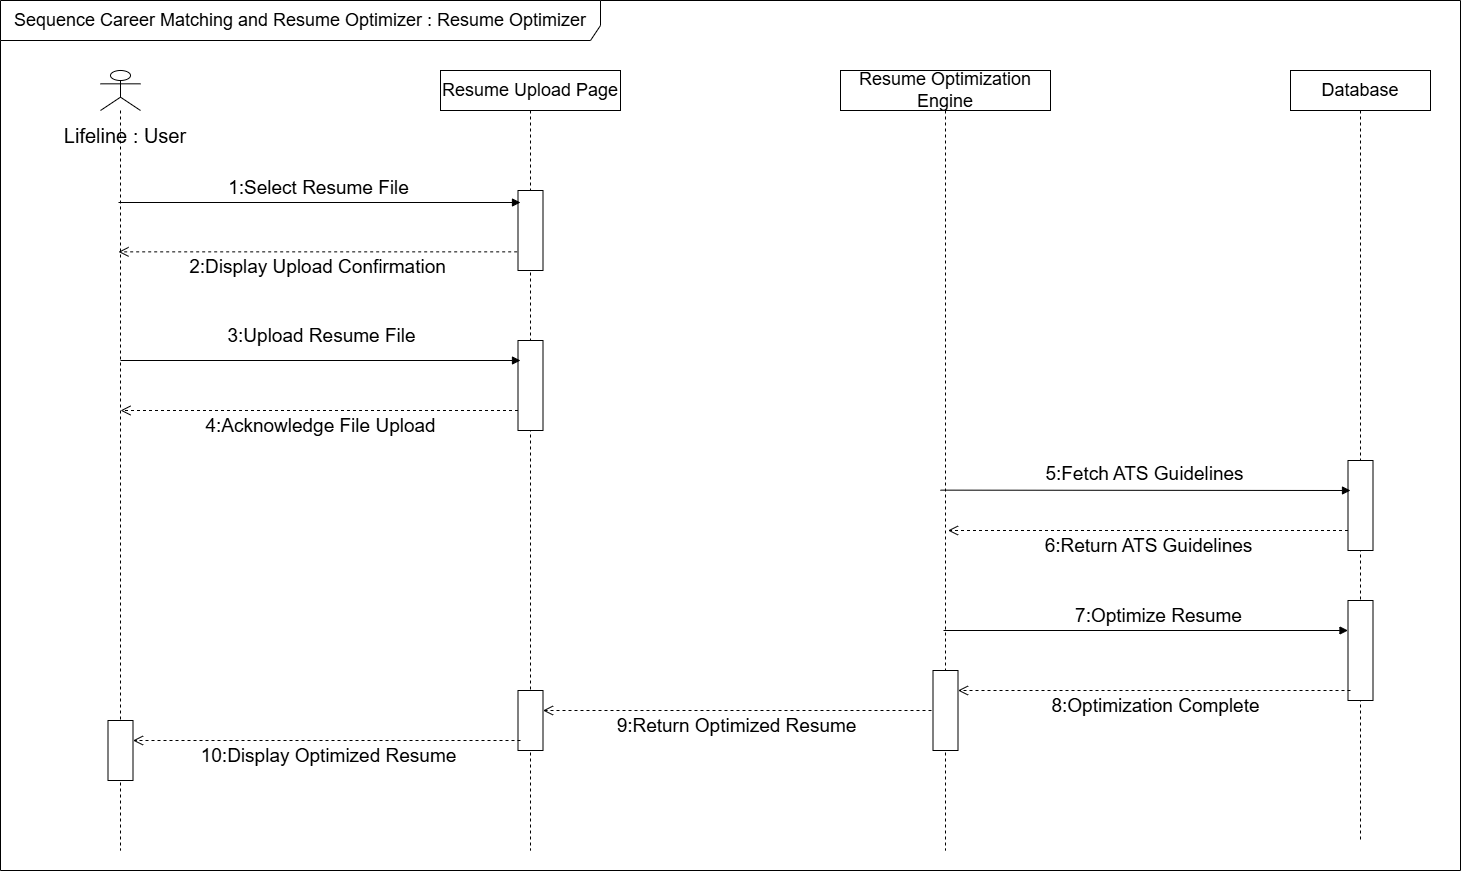 Sequence Career Matching and Resume Optimizer : Resume Optimizer
Lifeline : User
Resume Upload Page
Resume Optimization
Engine
Database
1:Select Resume File
2:Display Upload Confirmation
3:Upload Resume File
4:Acknowledge File Upload
5:Fetch ATS Guidelines
6:Return ATS Guidelines
7:Optimize Resume
8:Optimization Complete
9:Return Optimized Resume
10:Display Optimized Resume